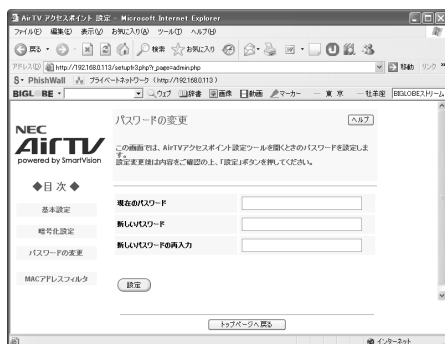 AirTV アクセスポイント 設定 - Microsoft Internet Explorer
ファイル(F) 編集(E) 表示(V) お気に入り(A) ツール(T) ヘルプ(H)
戻る 検索 お気に入り
アドレス(D) http://192.168.0.113/setuptr3.php?r_page=admin.php 移動 リンク
PhishWall プライベートネットワーク (http://192.168.0.113)
BIGLOBE ウェブ 辞書 画像 動画 マーカー 東京 牡羊座 BIGLOBEストリーム
NEC
AirTV
powered by SmartVision
◆目 次◆
基本設定
暗号化設定
パスワードの変更
MACアドレスフィルタ
パスワードの変更
ヘルプ
この画面では、AirTVアクセスポイント設定ツールを開くときのパスワードを設定します。
設定変更後は内容をご確認の上、「設定」ボタンを押してください。
現在のパスワード
新しいパスワード
新しいパスワードの再入力
設定
トップページへ戻る
インターネット